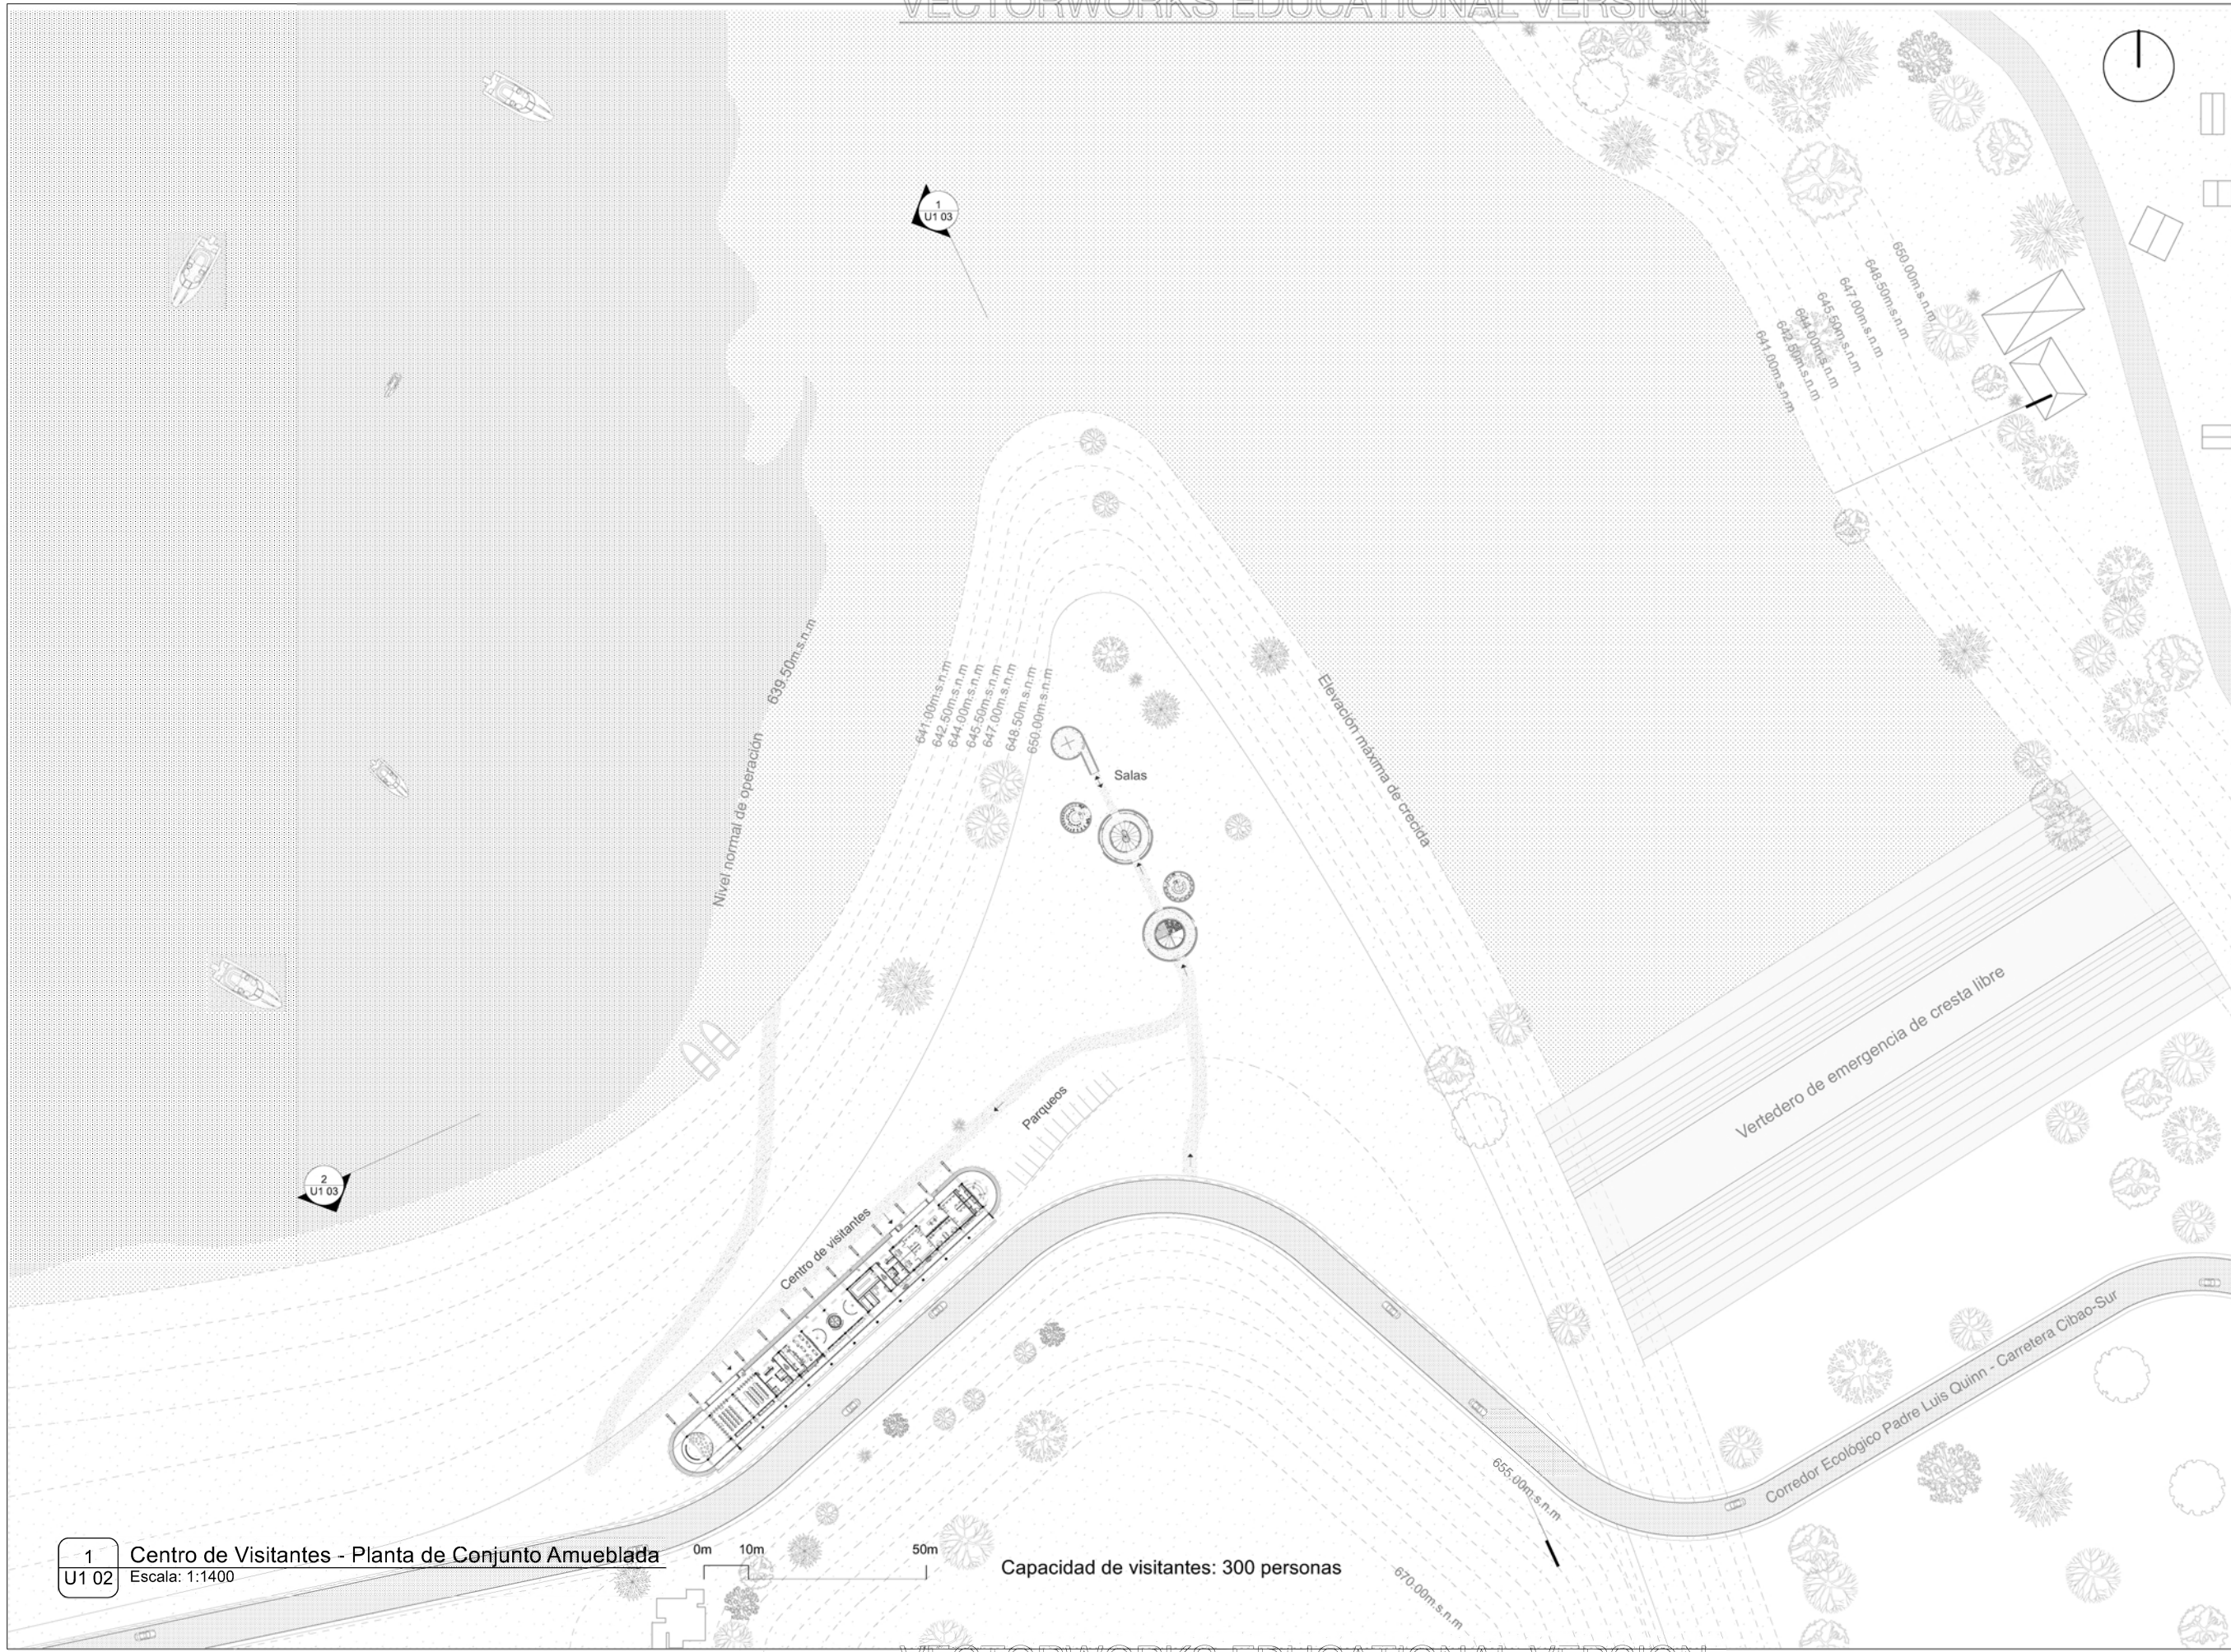 VECTORWORKS EDUCATIONAL VERSION
1
U1 03
650.00m.s.n.m
648.50m.s.n.m
647.00m.s.n.m
645.50m.s.n.m
644.00m.s.n.m
642.50m.s.n.m
641.00m.s.n.m
639.50m.s.n.m
Nivel normal de operación
641.00m.s.n.m
642.50m.s.n.m
644.00m.s.n.m
645.50m.s.n.m
647.00m.s.n.m
648.50m.s.n.m
650.00m.s.n.m
Elevación máxima de crecida
Salas
Vertedero de emergencia de cresta libre
Parqueos
2
U1 03
Centro de visitantes
Corredor Ecológico Padre Luis Quinn - Carretera Cibao-Sur
655.00m.s.n.m
670.00m.s.n.m
1
U1 02
Centro de Visitantes - Planta de Conjunto Amueblada
Escala: 1:1400
0m 10m 50m
Capacidad de visitantes: 300 personas
VECTORWORKS EDUCATIONAL VERSION